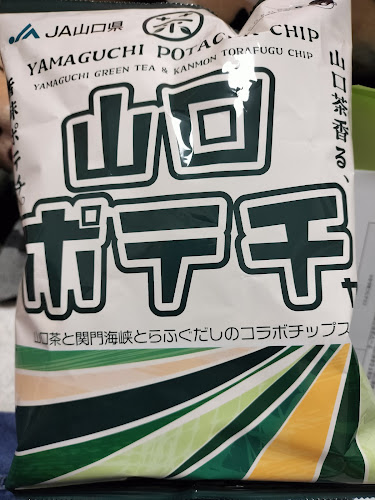 JA山口県
茶
YAMAGUCHI POTATO CHIP
YAMAGUCHI GREEN TEA & KANMON TORAFUGU CHIP
山口茶香る、
山口
ポテチ
山口茶と関門海峡とらふぐだしのコラボチップス